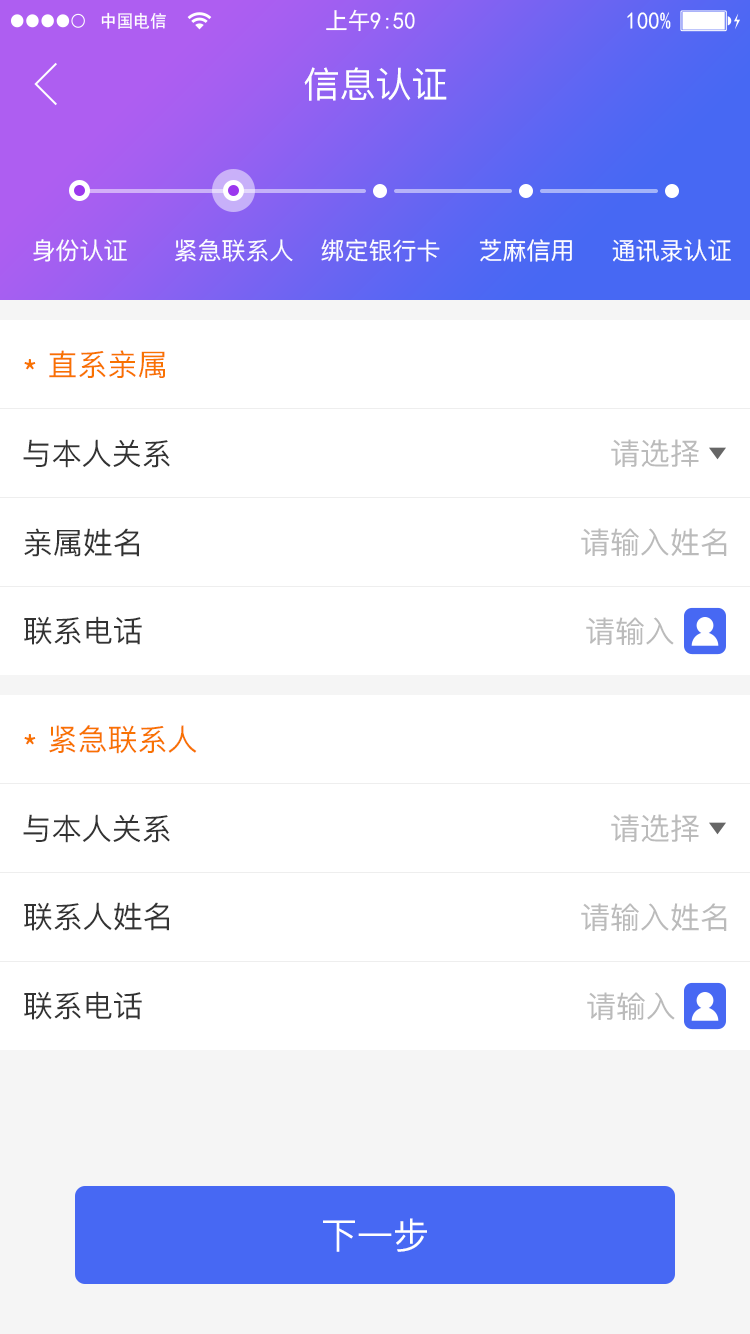 中国电信 上午9:50 100%
信息认证
身份认证 紧急联系人 绑定银行卡 芝麻信用 通讯录认证
* 直系亲属
与本人关系 请选择
亲属姓名 请输入姓名
联系电话 请输入
* 紧急联系人
与本人关系 请选择
联系人姓名 请输入姓名
联系电话 请输入
下一步